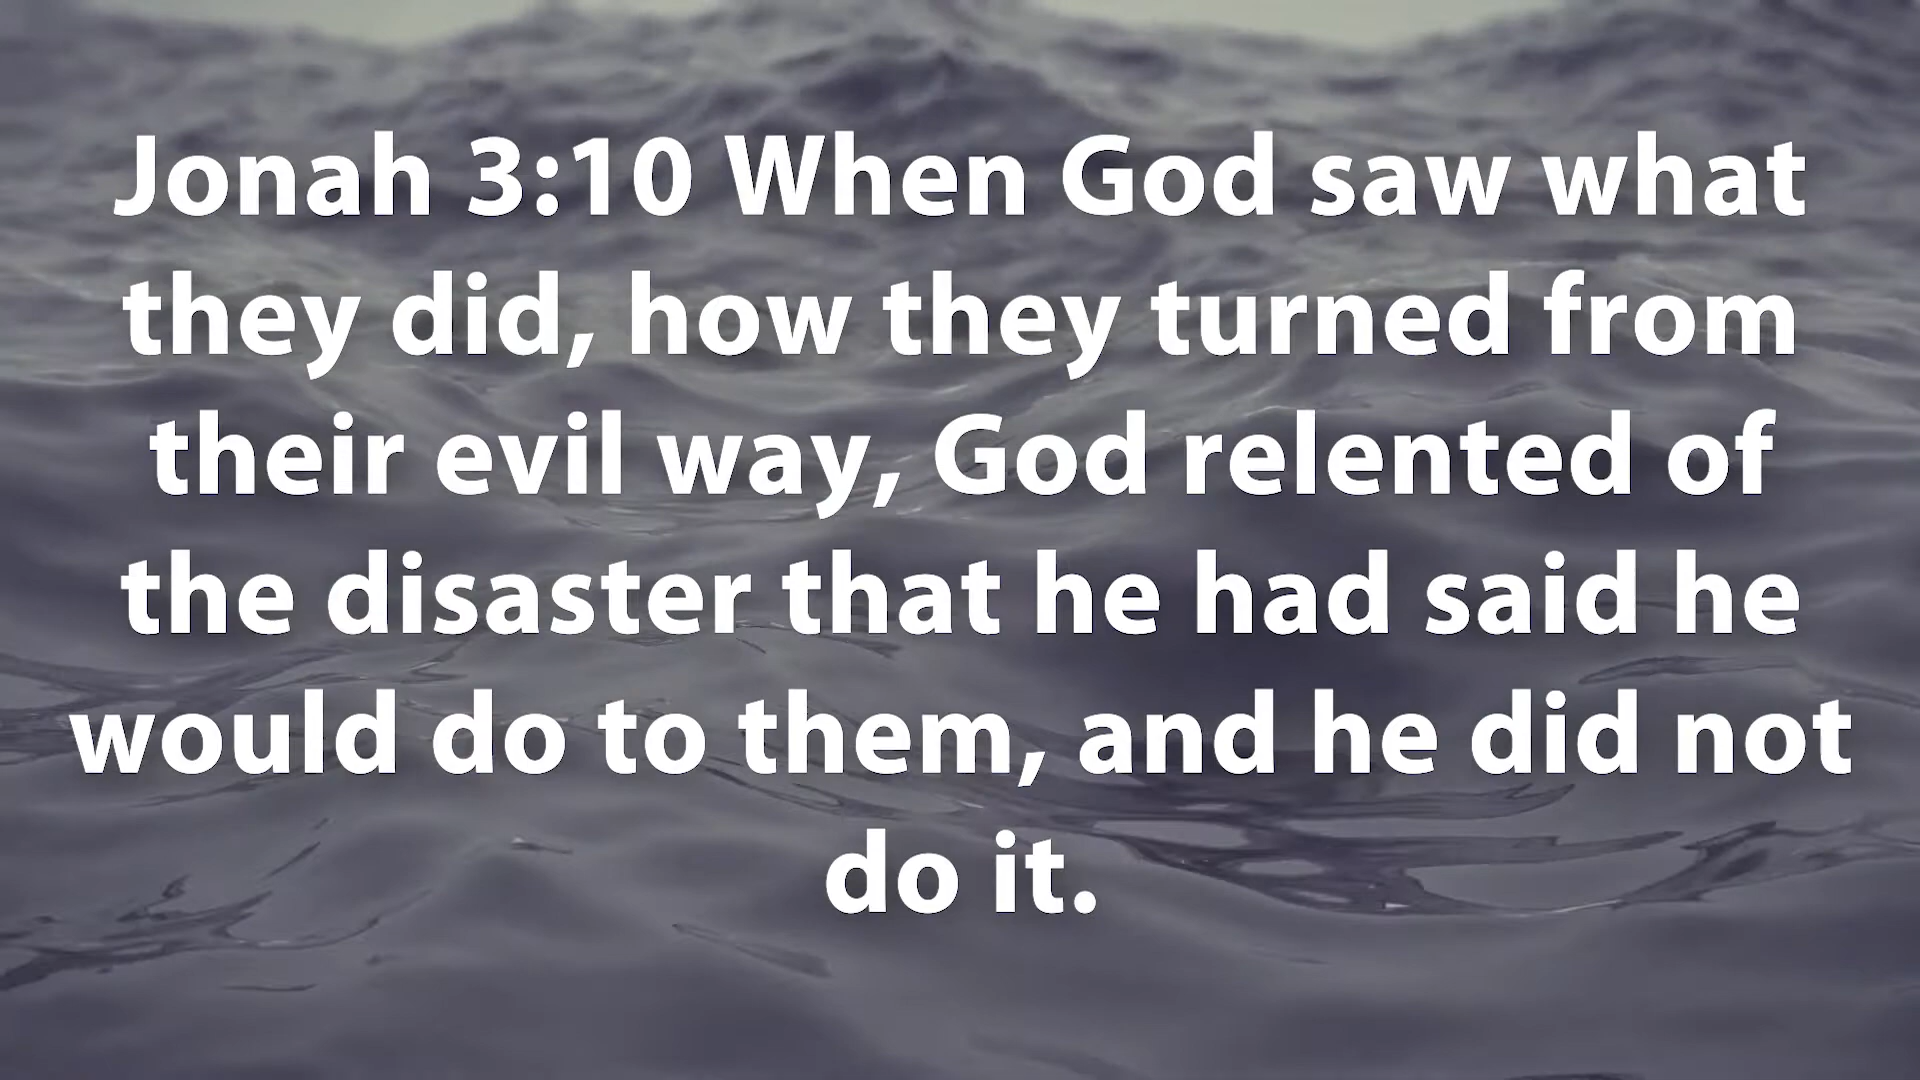 Jonah 3:10 When God saw what
they did, how they turned from
their evil way, God relented of
the disaster that he had said he
would do to them, and he did not
do it.